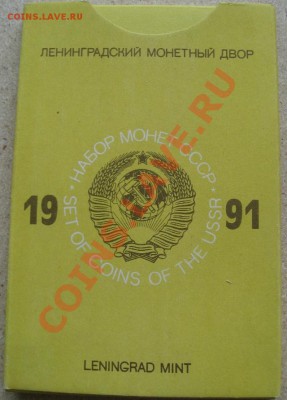 COINS.LAVE.RU
ЛЕНИНГРАДСКИЙ МОНЕТНЫЙ ДВОР
· НАБОР МОНЕТ СССР ·
19 91
SET OF COINS OF THE USSR
COINS.LAVE.RU
LENINGRAD MINT